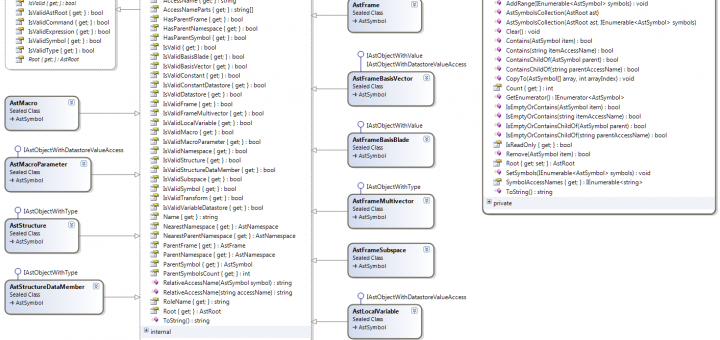 IsValid { get; } : bool
IsValidAstRoot { get; } : bool
IsValidCommand { get; } : bool
IsValidExpression { get; } : bool
IsValidSymbol { get; } : bool
IsValidType { get; } : bool
Root { get; } : AstRoot
AstMacro
Sealed Class
→ AstSymbol
IAstObjectWithDatastoreValueAccess
AstMacroParameter
Sealed Class
→ AstSymbol
IAstObjectWithType
AstStructure
Sealed Class
→ AstSymbol
IAstObjectWithType
AstStructureDataMember
Sealed Class
→ AstSymbol
AccessName { get; } : string
AccessNameParts { get; } : string[]
HasParentFrame { get; } : bool
HasParentNamespace { get; } : bool
HasParentSymbol { get; } : bool
IsValid { get; } : bool
IsValidBasisBlade { get; } : bool
IsValidBasisVector { get; } : bool
IsValidConstant { get; } : bool
IsValidConstantDatastore { get; } : bool
IsValidDatastore { get; } : bool
IsValidFrame { get; } : bool
IsValidFrameMultivector { get; } : bool
IsValidLocalVariable { get; } : bool
IsValidMacro { get; } : bool
IsValidMacroParameter { get; } : bool
IsValidNamespace { get; } : bool
IsValidStructure { get; } : bool
IsValidStructureDataMember { get; } : bool
IsValidSubspace { get; } : bool
IsValidSymbol { get; } : bool
IsValidTransform { get; } : bool
IsValidVariableDatastore { get; } : bool
Name { get; } : string
NearestNamespace { get; } : AstNamespace
NearestParentNamespace { get; } : AstNamespace
ParentFrame { get; } : AstFrame
ParentNamespace { get; } : AstNamespace
ParentSymbol { get; } : AstSymbol
ParentSymbolsCount { get; } : int
RelativeAccessName(AstSymbol symbol) : string
RelativeAccessName(string accessName) : string
RoleName { get; } : string
Root { get; } : AstRoot
ToString() : string
internal
AstFrame
Sealed Class
→ AstSymbol
IAstObjectWithValue
IAstObjectWithDatastoreValueAccess
AstFrameBasisVector
Sealed Class
→ AstSymbol
IAstObjectWithValue
AstFrameBasisBlade
Sealed Class
→ AstSymbol
IAstObjectWithType
AstFrameMultivector
Sealed Class
→ AstSymbol
AstFrameSubspace
Sealed Class
→ AstSymbol
IAstObjectWithDatastoreValueAccess
AstLocalVariable
Sealed Class
→ AstSymbol
AddRange(IEnumerable<AstSymbol> symbols) : void
AstSymbolsCollection(AstRoot ast)
AstSymbolsCollection(AstRoot ast, IEnumerable<AstSymbol> symbols)
Clear() : void
Contains(AstSymbol item) : bool
Contains(string itemAccessName) : bool
ContainsChildOf(AstSymbol parent) : bool
ContainsChildOf(string parentAccessName) : bool
CopyTo(AstSymbol[] array, int arrayIndex) : void
Count { get; } : int
GetEnumerator() : IEnumerator<AstSymbol>
IsEmptyOrContains(AstSymbol item) : bool
IsEmptyOrContains(string itemAccessName) : bool
IsEmptyOrContainsChildOf(AstSymbol parent) : bool
IsEmptyOrContainsChildOf(string parentAccessName) : bool
IsReadOnly { get; } : bool
Remove(AstSymbol item) : bool
Root { get; set; } : AstRoot
SetSymbols(IEnumerable<AstSymbol> symbols) : void
SymbolAccessNames { get; } : IEnumerable<string>
ToString() : string
private